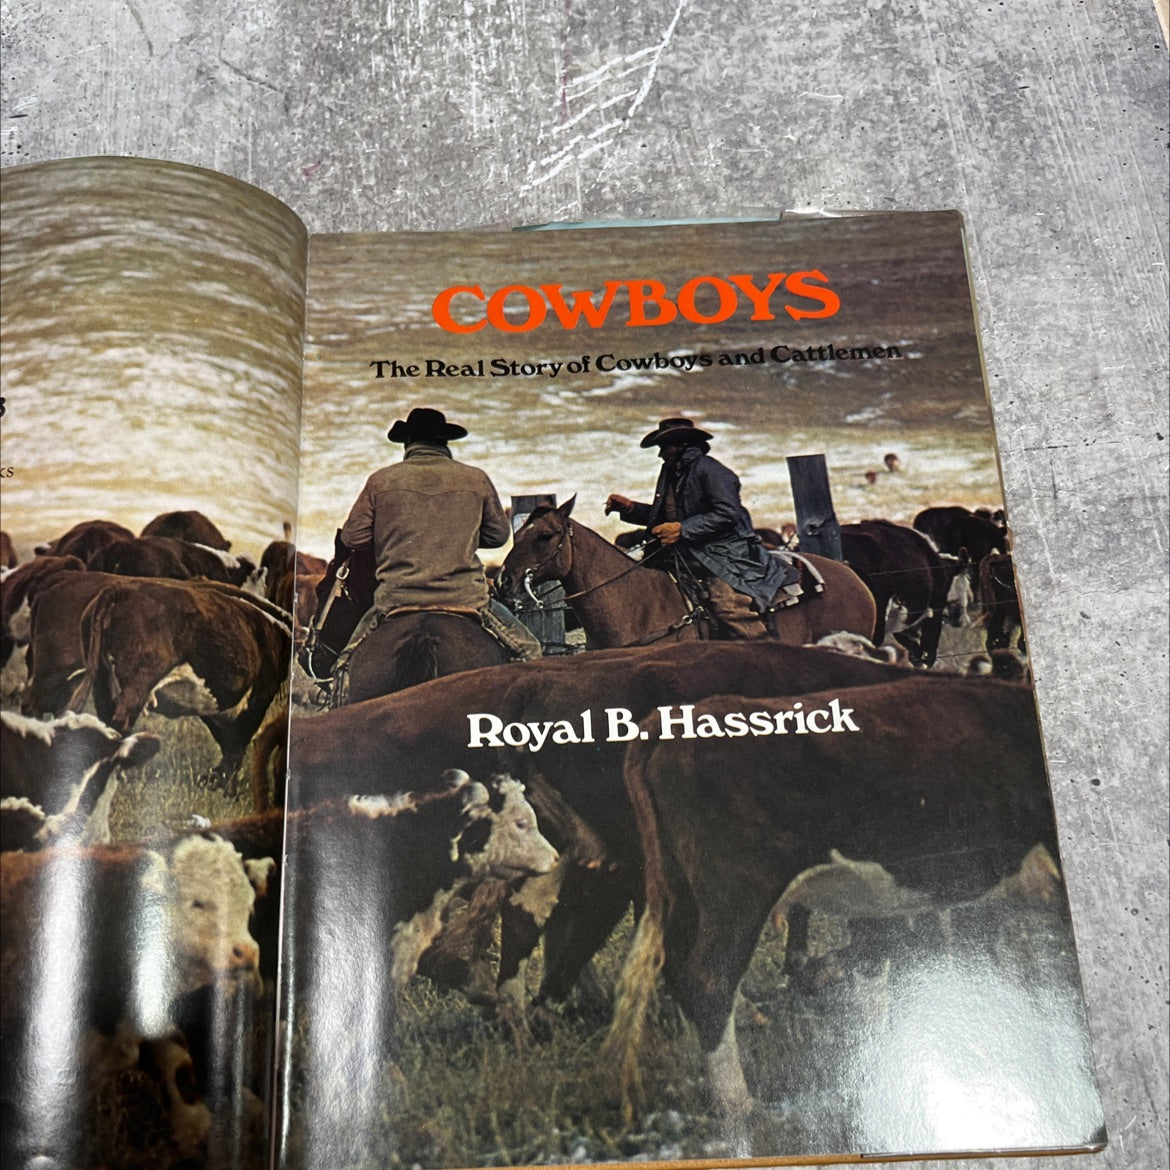 COWBOYS
The Real Story of Cowboys and Cattlemen
Royal B. Hassrick